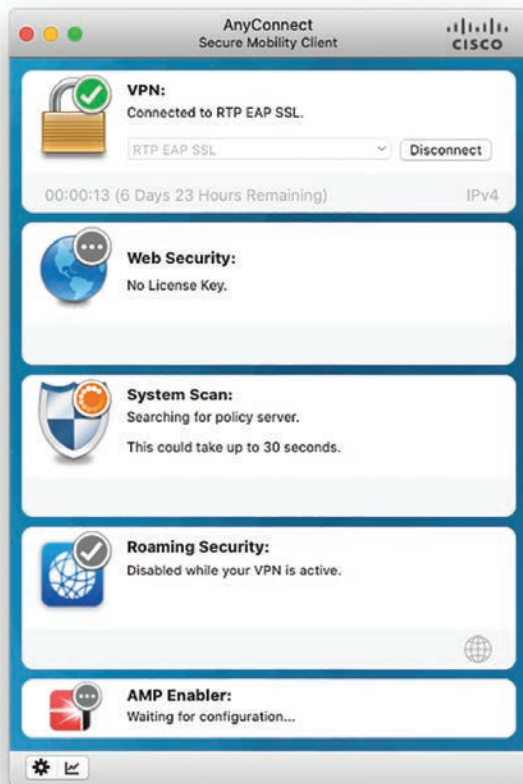 AnyConnect
Secure Mobility Client
CISCO
VPN:
Connected to RTP EAP SSL.
RTP EAP SSL
Disconnect
00:00:13 (6 Days 23 Hours Remaining)
IPv4
Web Security:
No License Key.
System Scan:
Searching for policy server.
This could take up to 30 seconds.
Roaming Security:
Disabled while your VPN is active.
AMP Enabler:
Waiting for configuration...